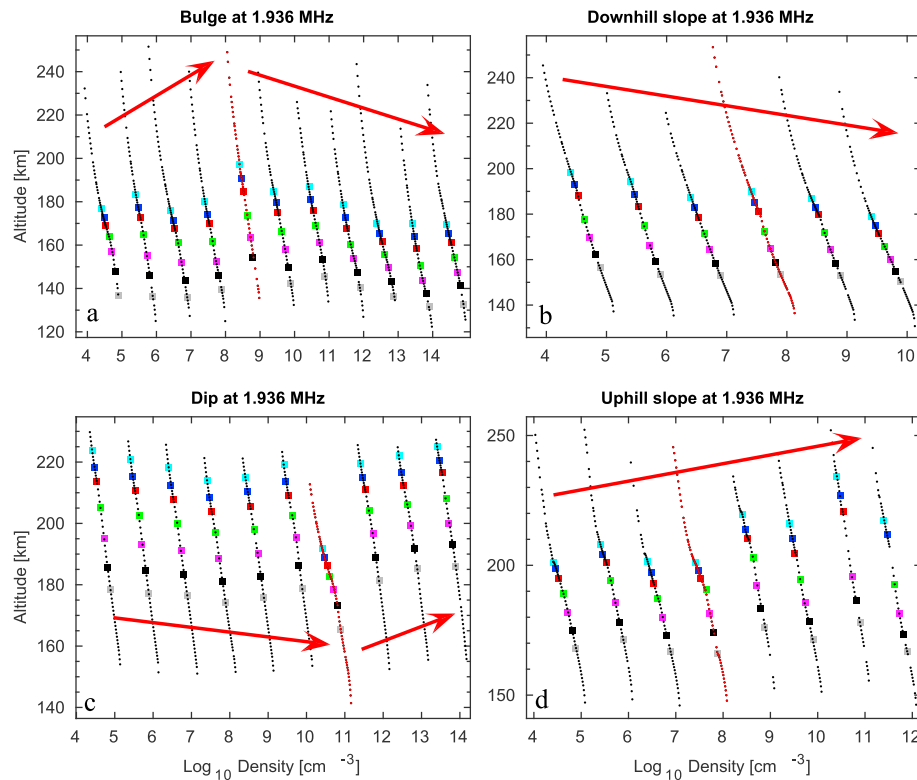 Bulge at 1.936 MHz
Downhill slope at 1.936 MHz
Altitude [km]
240
220
200
180
160
140
120
a
4 5 6 7 8 9 10 11 12 13 14
240
220
200
180
160
140
b
4 5 6 7 8 9 10
Dip at 1.936 MHz
Uphill slope at 1.936 MHz
Altitude [km]
220
200
180
160
140
c
4 5 6 7 8 9 10 11 12 13 14
Log10 Density [cm -3]
250
200
150
d
4 5 6 7 8 9 10 11 12
Log10 Density [cm -3]